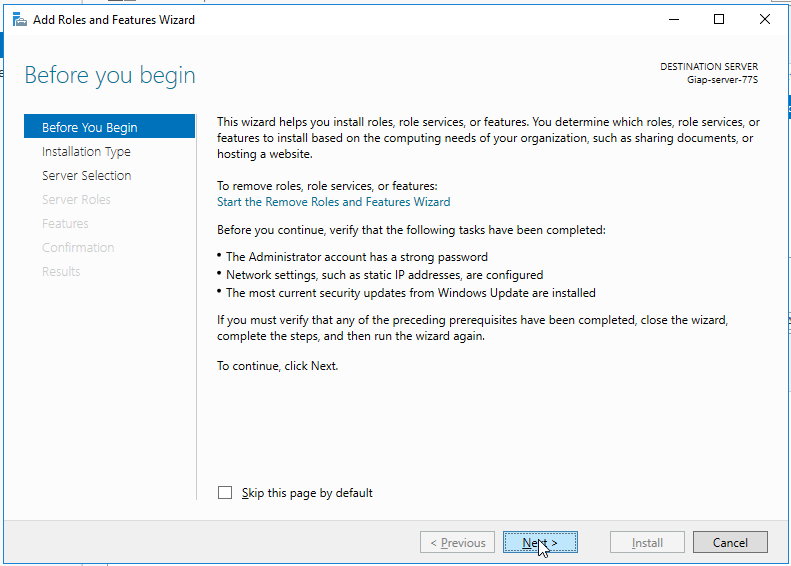 Add Roles and Features Wizard
Before you begin
DESTINATION SERVER
Giap-server-77S
Before You Begin
Installation Type
Server Selection
Server Roles
Features
Confirmation
Results
This wizard helps you install roles, role services, or features. You determine which roles, role services, or
features to install based on the computing needs of your organization, such as sharing documents, or
hosting a website.
To remove roles, role services, or features:
Start the Remove Roles and Features Wizard
Before you continue, verify that the following tasks have been completed:
• The Administrator account has a strong password
• Network settings, such as static IP addresses, are configured
• The most current security updates from Windows Update are installed
If you must verify that any of the preceding prerequisites have been completed, close the wizard,
complete the steps, and then run the wizard again.
To continue, click Next.
Skip this page by default
< Previous
Next >
Install
Cancel